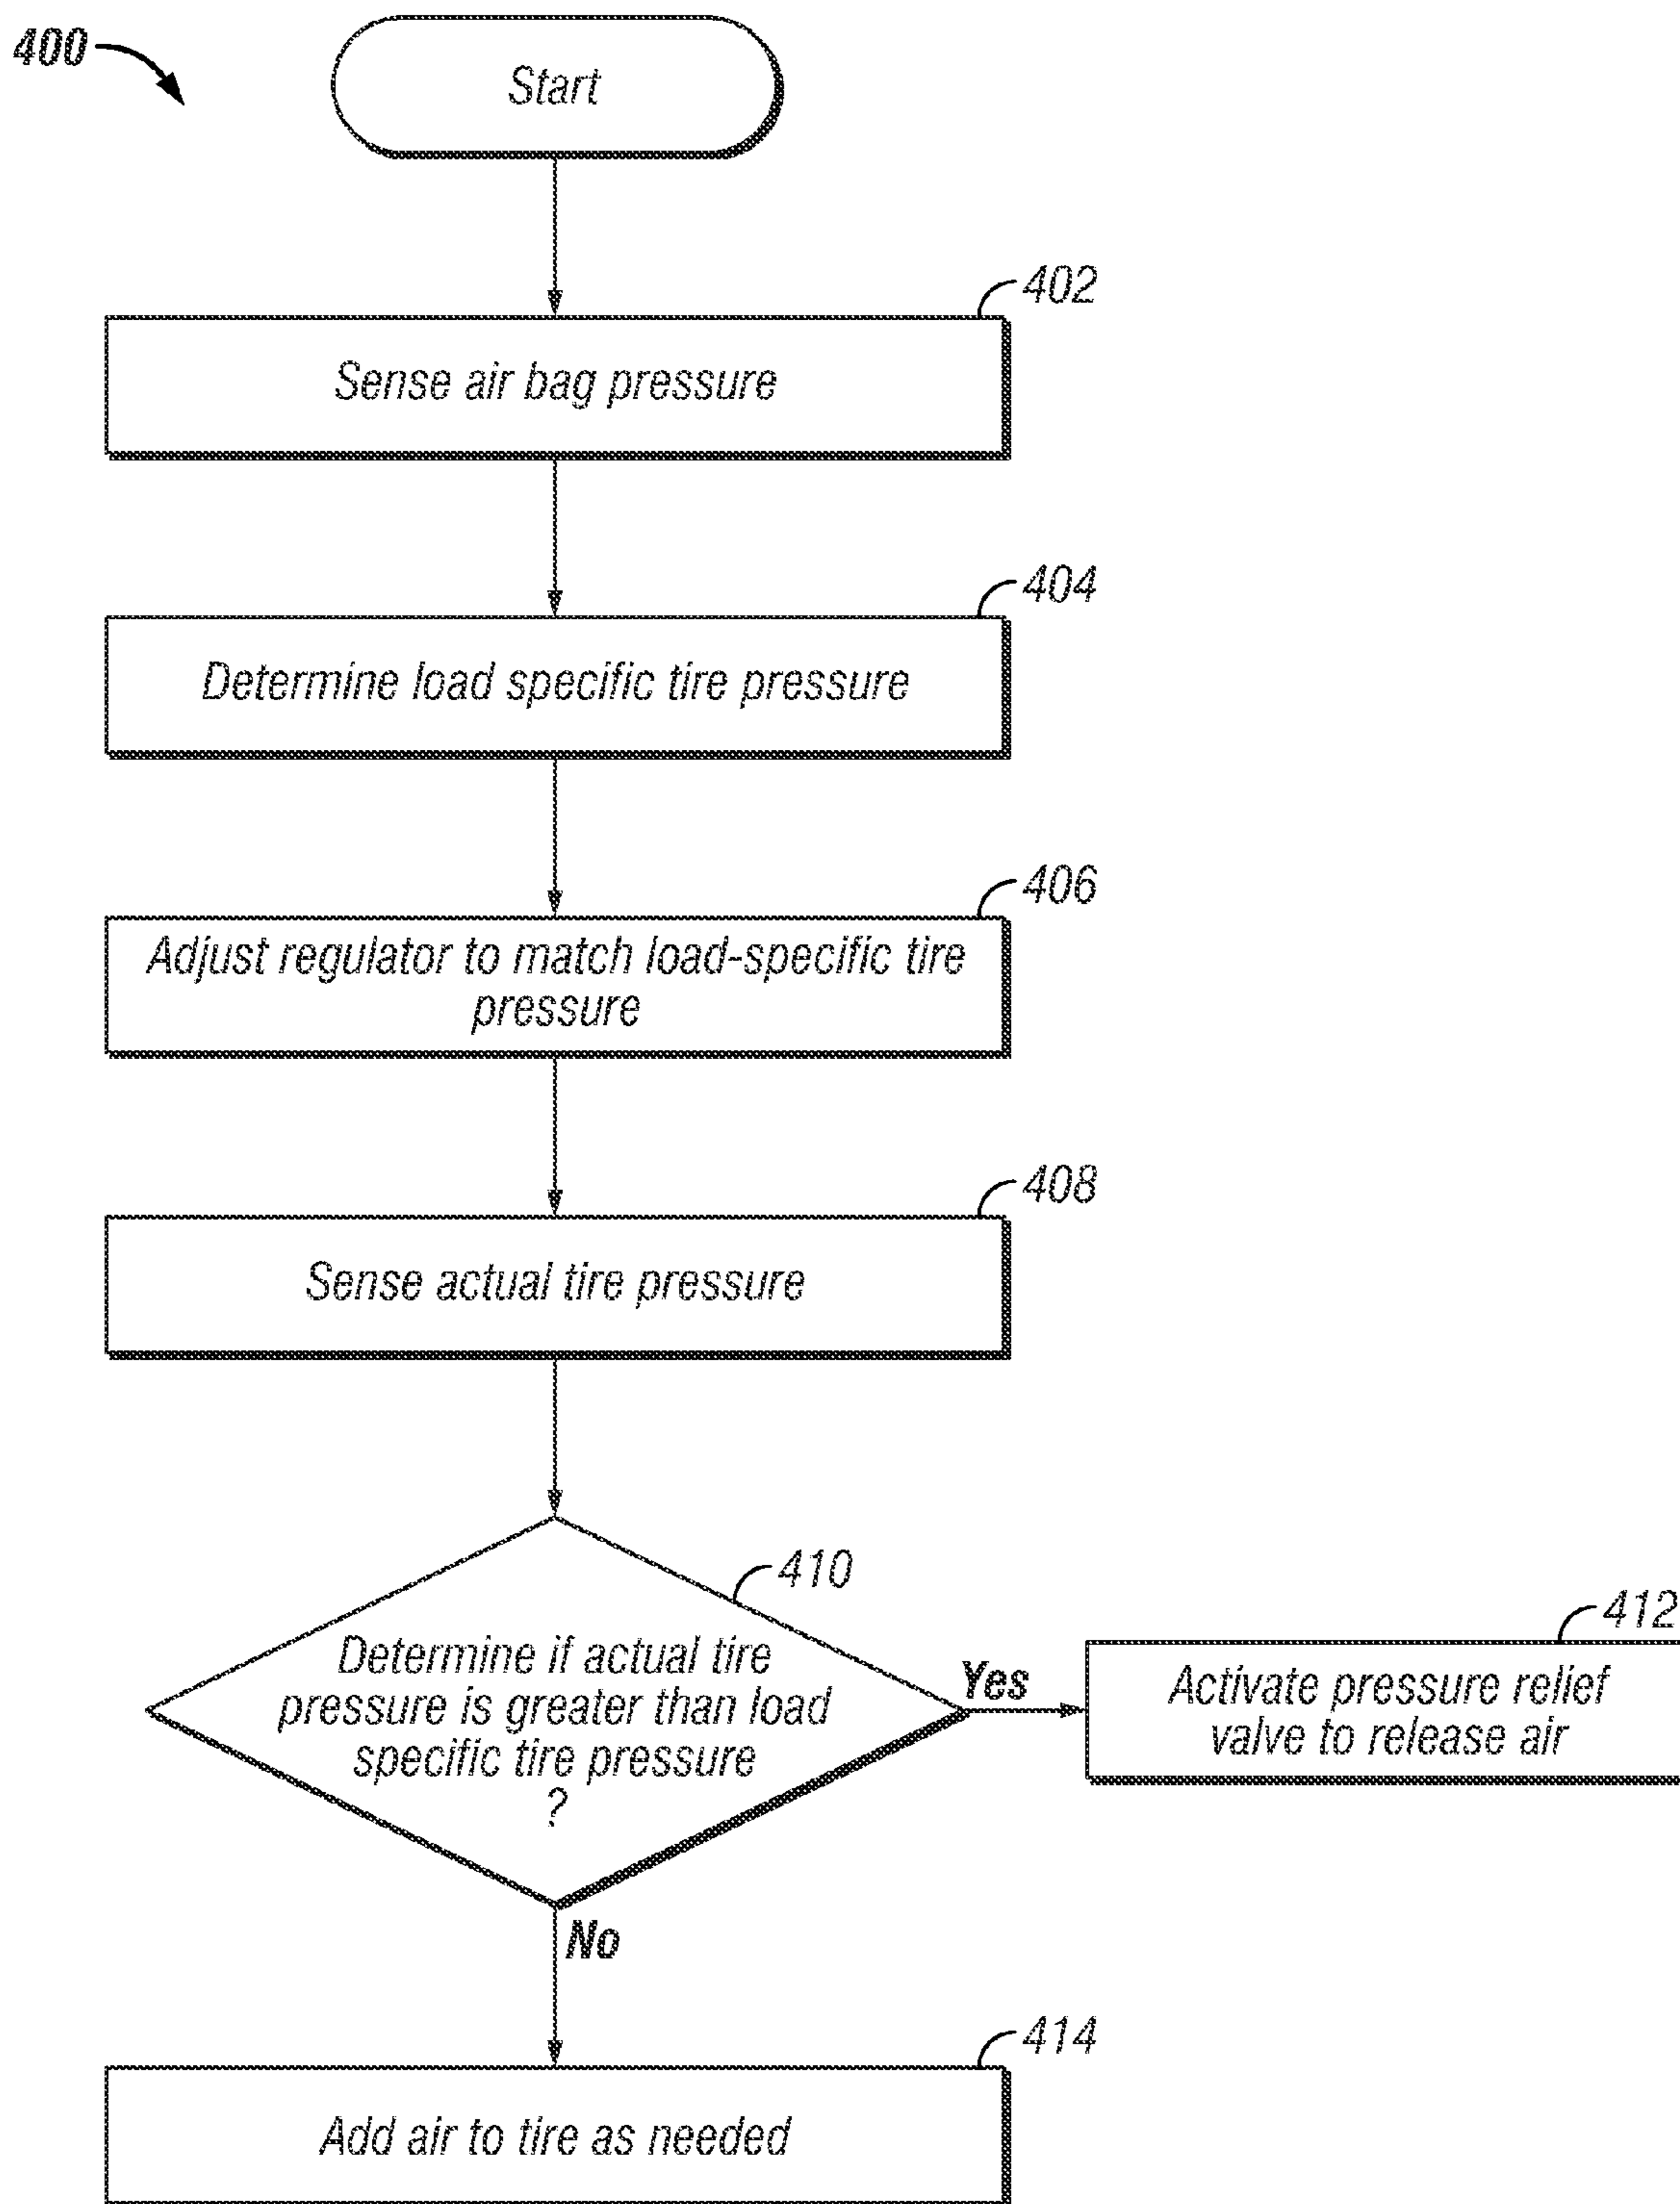 400
Start
402
Sense air bag pressure
404
Determine load specific tire pressure
406
Adjust regulator to match load-specific tire
pressure
408
Sense actual tire pressure
410
Determine if actual tire
pressure is greater than load
specific tire pressure
?
Yes
412
Activate pressure relief
valve to release air
No
414
Add air to tire as needed